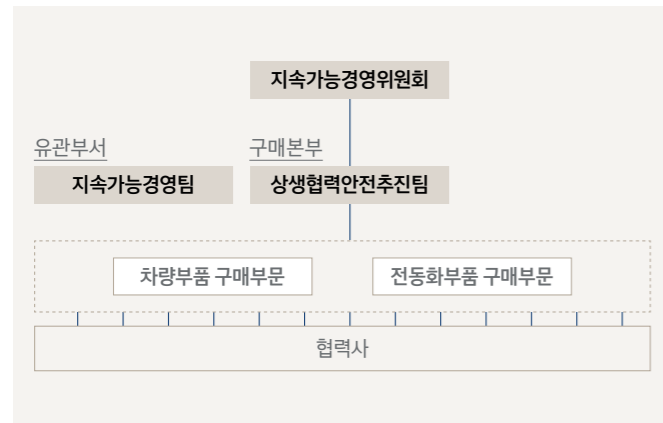 지속가능경영위원회
유관부서
구매본부
지속가능경영팀
상생협력안전추진팀
차량부품 구매부문
전동화부품 구매부문
협력사